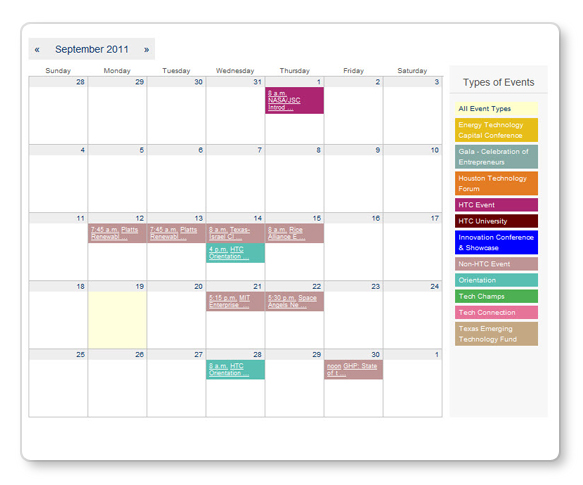 « September 2011 »
Sunday Monday Tuesday Wednesday Thursday Friday Saturday
28 29 30 31 1 2 3
8 a.m. NASA/JSC Introd ...
4 5 6 7 8 9 10
11 12 13 14 15 16 17
7:45 a.m. Platts Renewabl ...
7:45 a.m. Platts Renewabl ...
8 a.m. Texas-Israel Cl ...
4 p.m. HTC Orientation ...
8 a.m. Rice Alliance E ...
18 19 20 21 22 23 24
5:15 p.m. MIT Enterprise ...
5:30 p.m. Space Angels Ne ...
25 26 27 28 29 30 1
8 a.m. HTC Orientation ...
noon GHP: State of t ...
Types of Events
All Event Types
Energy Technology
Capital Conference
Gala - Celebration of
Entrepreneurs
Houston Technology
Forum
HTC Event
HTC University
Innovation Conference
& Showcase
Non-HTC Event
Orientation
Tech Champs
Tech Connection
Texas Emerging
Technology Fund